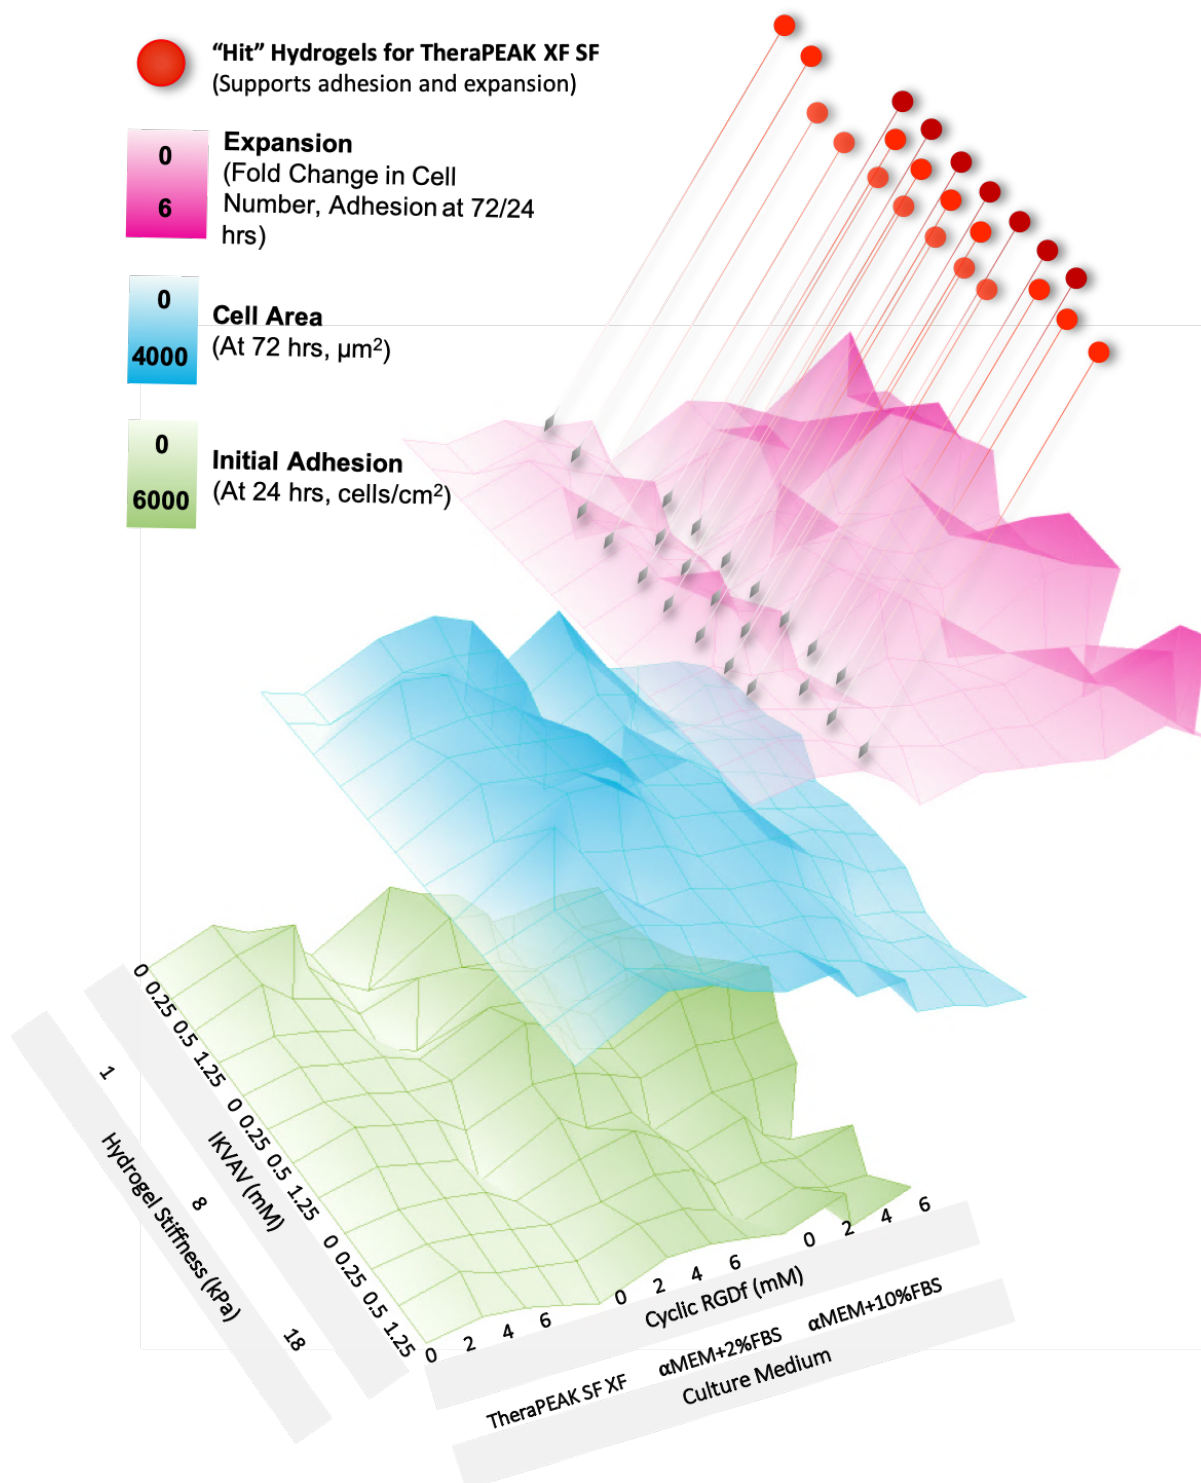 “Hit” Hydrogels for TheraPEAK XF SF
(Supports adhesion and expansion)
0
6
Expansion
(Fold Change in Cell
Number, Adhesion at 72/24
hrs)
0
4000
Cell Area
(At 72 hrs, µm²)
0
6000
Initial Adhesion
(At 24 hrs, cells/cm²)
0 0.25 0.5 1.25 0 0.25 0.5 1.25 0 0.25 0.5 1.25
IKVAV (mM)
1 8 18
Hydrogel Stiffness (kPa)
0 2 4 6 0 2 4 6 0 2 4 6
Cyclic RGDf (mM)
TheraPEAK SF XF αMEM+2%FBS αMEM+10%FBS
Culture Medium